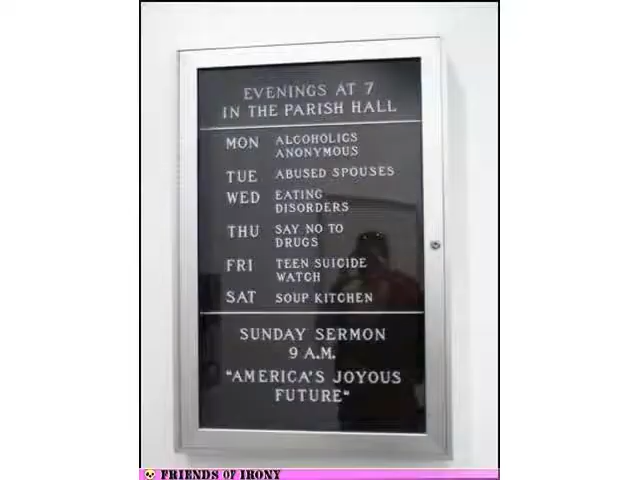 EVENINGS AT 7
IN THE PARISH HALL
MON ALCOHOLICS
ANONYMOUS
TUE ABUSED SPOUSES
WED EATING
DISORDERS
THU SAY NO TO
DRUGS
FRI TEEN SUICIDE
WATCH
SAT SOUP KITCHEN
SUNDAY SERMON
9 A.M.
"AMERICA'S JOYOUS
FUTURE"
FRIENDS OF IRONY